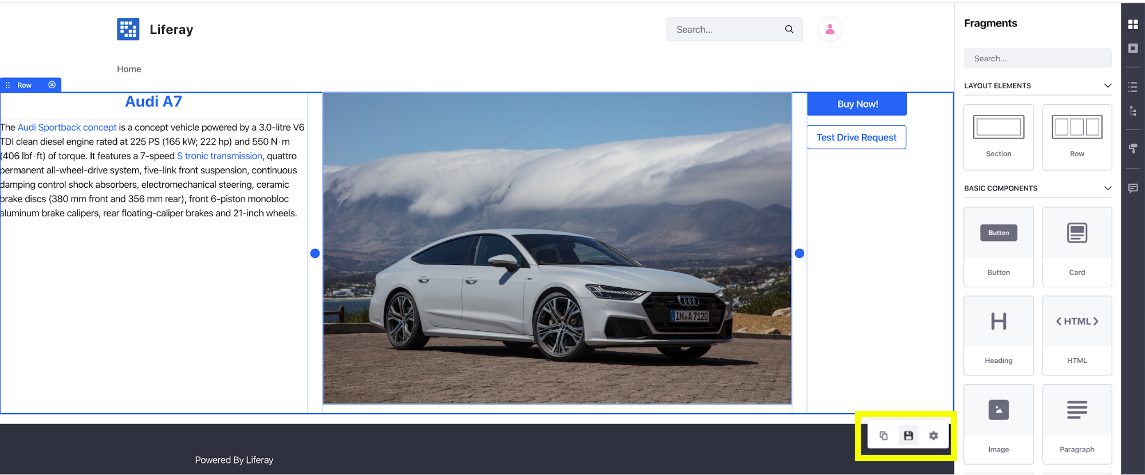 Liferay
Search...
Home
Row
Audi A7
The Audi Sportback concept is a concept vehicle powered by a 3.0-litre V6
TDI clean diesel engine rated at 225 PS (165 kW; 222 hp) and 550 N·m
(406 lbf·ft) of torque. It features a 7-speed S tronic transmission, quattro
permanent all-wheel-drive system, five-link front suspension, continuous
damping control shock absorbers, electromechanical steering, ceramic
brake discs (380 mm front and 356 mm rear), front 6-piston monobloc
aluminum brake calipers, rear floating-caliper brakes and 21-inch wheels.
IN·A 7120
Buy Now!
Test Drive Request
Powered By Liferay
Fragments
Search...
LAYOUT ELEMENTS
Section
Row
BASIC COMPONENTS
Button
Button
Card
H
Heading
<HTML>
HTML
Image
Paragraph